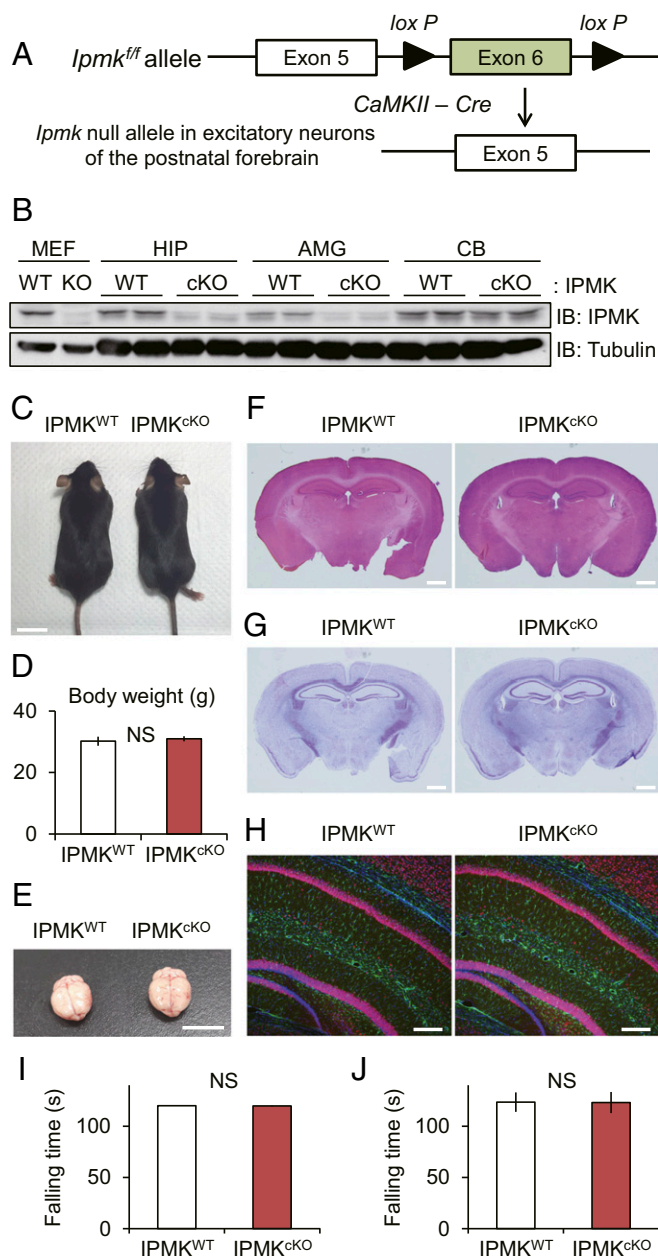 A
Ipmk^f/f allele
lox P lox P
Exon 5 Exon 6
CaMKII – Cre
Ipmk null allele in excitatory neurons
of the postnatal forebrain
Exon 5
B
MEF HIP AMG CB
WT KO WT cKO WT cKO WT cKO : IPMK
IB: IPMK
IB: Tubulin
C
IPMK^WT IPMK^cKO
D
Body weight (g)
40
20
0
NS
IPMK^WT IPMK^cKO
E
IPMK^WT IPMK^cKO
F
IPMK^WT IPMK^cKO
G
IPMK^WT IPMK^cKO
H
IPMK^WT IPMK^cKO
I
NS
Falling time (s)
100
50
0
IPMK^WT IPMK^cKO
J
NS
Falling time (s)
100
50
0
IPMK^WT IPMK^cKO